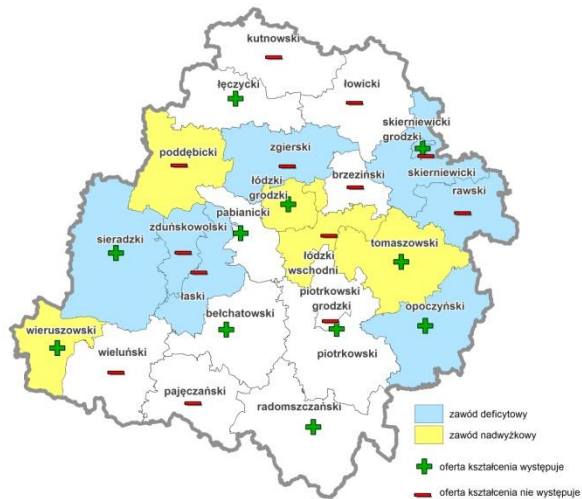 kutnowski
łęczycki
łowicki
skierniewicki
grodzki
poddębicki
zgierski
brzeziński
skierniewicki
rawski
łódzki
grodzki
pabianicki
sieradzki
zduńskowolski
łódzki
wschodni
tomaszowski
łaski
piotrkowski
grodzki
opoczyński
bełchatowski
wieruszowski
wieluński
piotrkowski
pajęczański
radomszczański
zawód deficytowy
zawód nadwyżkowy
oferta kształcenia występuje
oferta kształcenia nie występuje